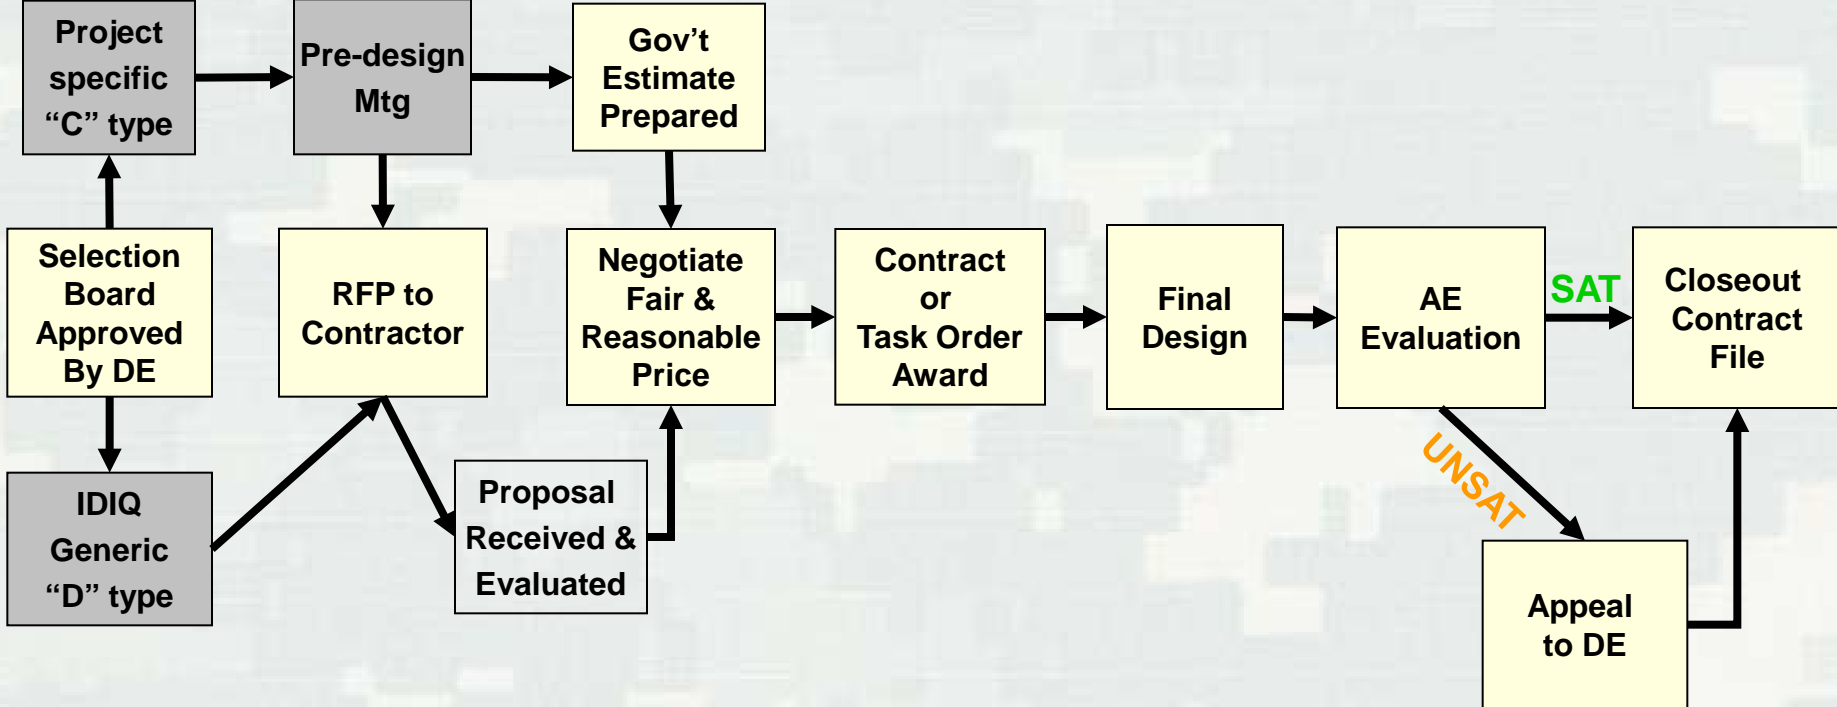 Project
specific
“C” type
Pre-design
Mtg
Gov’t
Estimate
Prepared
Selection
Board
Approved
By DE
RFP to
Contractor
Negotiate
Fair &
Reasonable
Price
Contract
or
Task Order
Award
Final
Design
AE
Evaluation
SAT
Closeout
Contract
File
UNSAT
IDIQ
Generic
“D” type
Proposal
Received &
Evaluated
Appeal
to DE